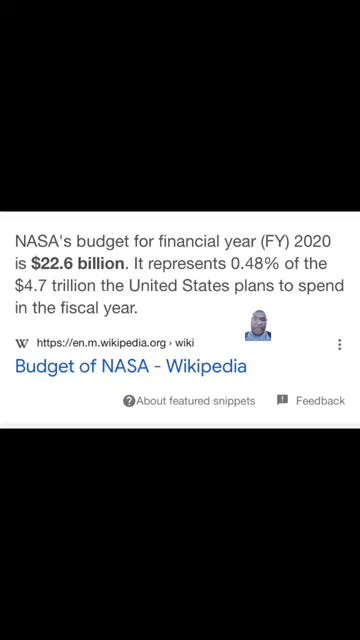 NASA's budget for financial year (FY) 2020
is $22.6 billion. It represents 0.48% of the
$4.7 trillion the United States plans to spend
in the fiscal year.
W https://en.m.wikipedia.org › wiki
Budget of NASA - Wikipedia
About featured snippets Feedback